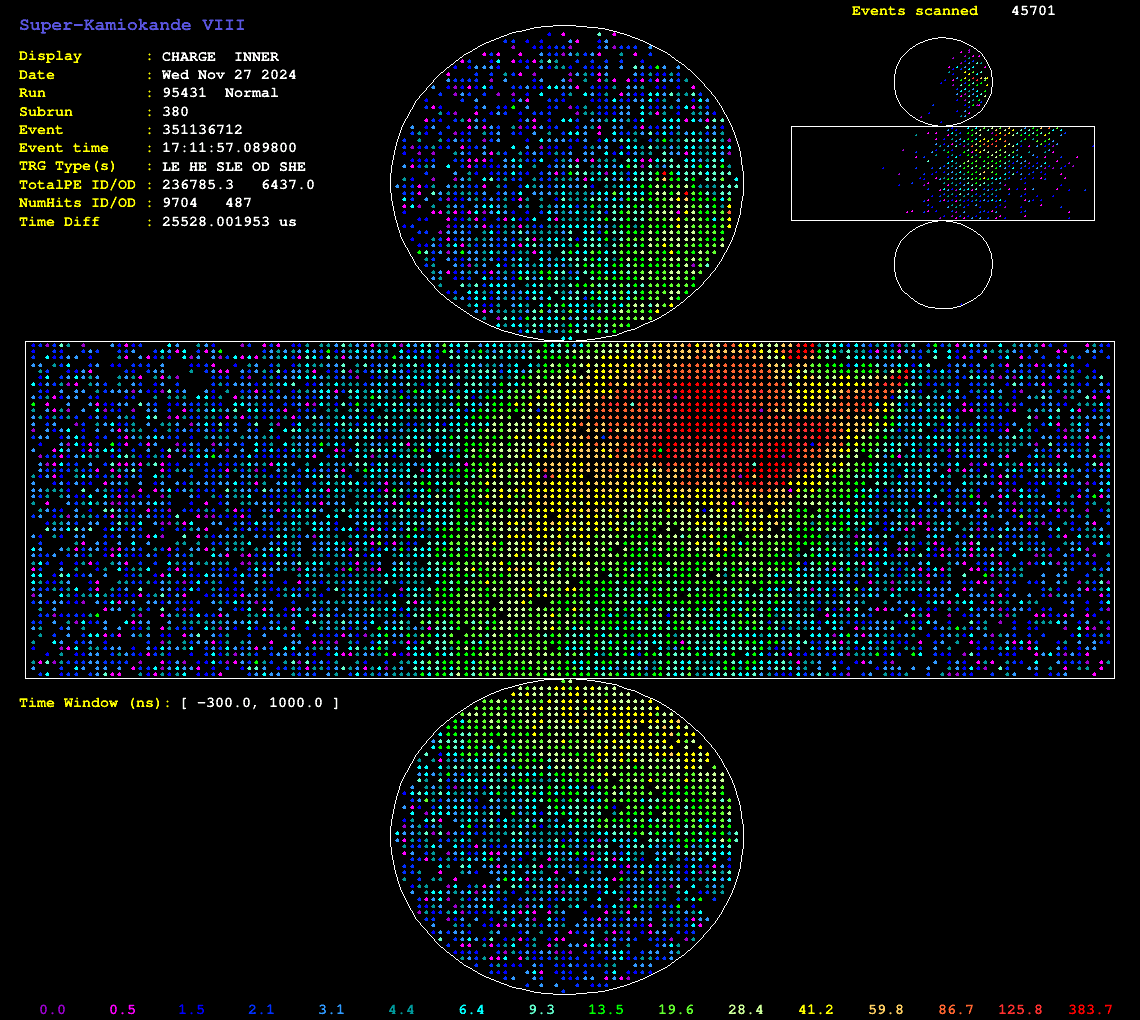 Super-Kamiokande VIII
Events scanned 45701
Display : CHARGE INNER
Date : Wed Nov 27 2024
Run : 95431 Normal
Subrun : 380
Event : 351136712
Event time : 17:11:57.089800
TRG Type(s) : LE HE SLE OD SHE
TotalPE ID/OD : 236785.3 6437.0
NumHits ID/OD : 9704 487
Time Diff : 25528.001953 us
Time Window (ns): [ -300.0, 1000.0 ]
0.0 0.5 1.5 2.1 3.1 4.4 6.4 9.3 13.5 19.6 28.4 41.2 59.8 86.7 125.8 383.7